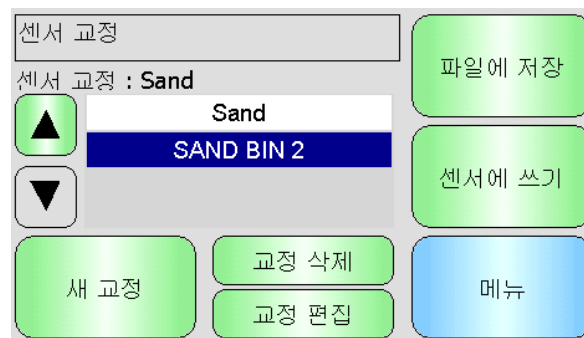 센서 교정
파일에 저장
센서 교정 : Sand
Sand
SAND BIN 2
센서에 쓰기
새 교정
교정 삭제
교정 편집
메뉴